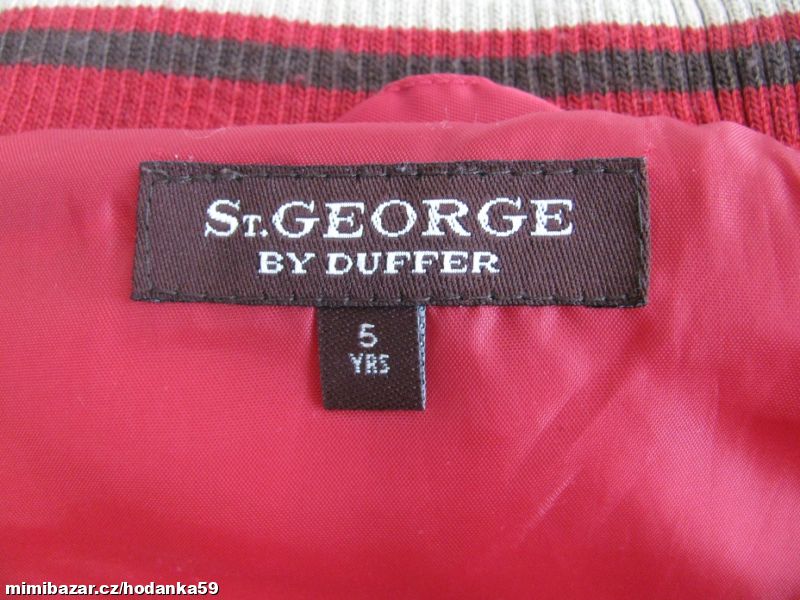 St.GEORGE
BY DUFFER
5
YRS
mimibazar.cz/hodanka59